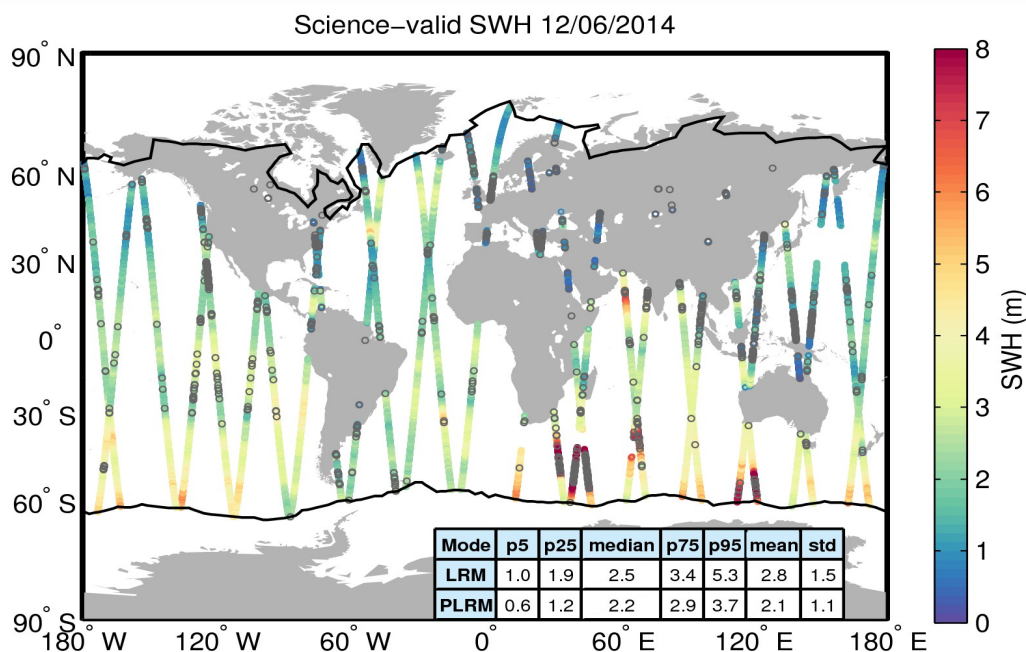 Science−valid SWH 12/06/2014
90° N
60° N
30° N
0°
30° S
60° S
90° S
180° W
120° W
60° W
0°
60° E
120° E
180° E
Mode p5 p25 median p75 p95 mean std
LRM 1.0 1.9 2.5 3.4 5.3 2.8 1.5
PLRM 0.6 1.2 2.2 2.9 3.7 2.1 1.1
8
7
6
5
4
3
2
1
0
SWH (m)